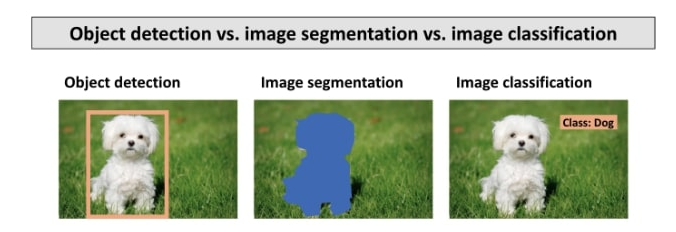 Object detection vs. image segmentation vs. image classification
Object detection
Image segmentation
Image classification
Class: Dog